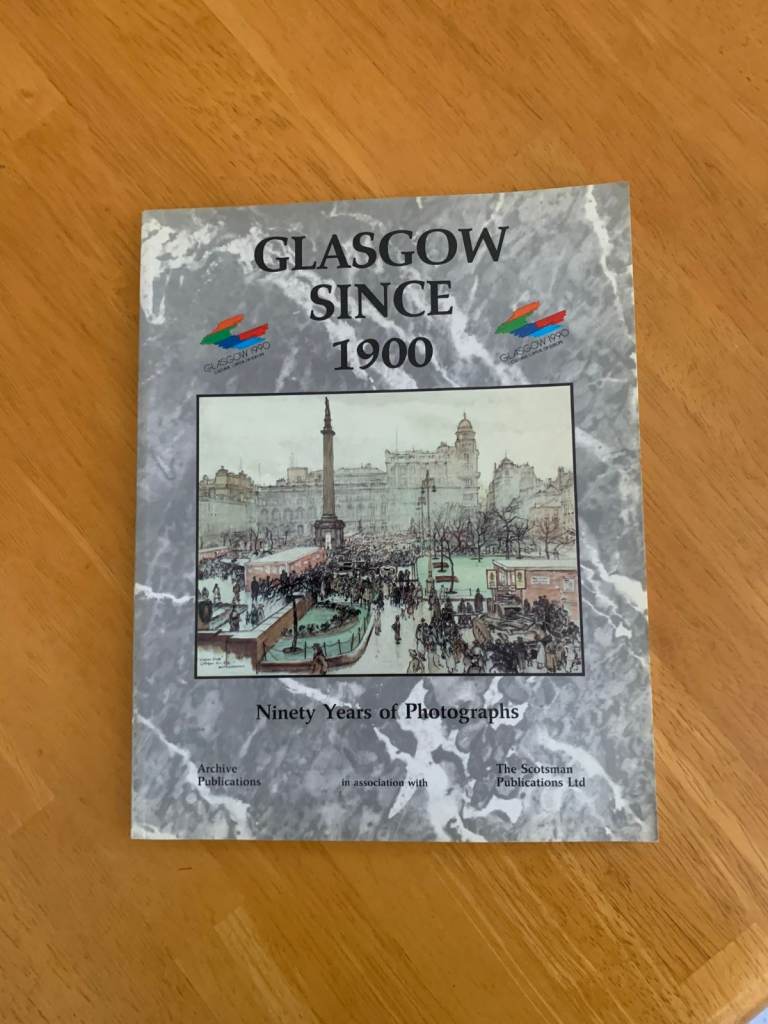 GLASGOW
SINCE
1900
GLASGOW 1990
GLASGOW 1990
Ninety Years of Photographs
Archive
Publications
in association with
The Scotsman
Publications Ltd